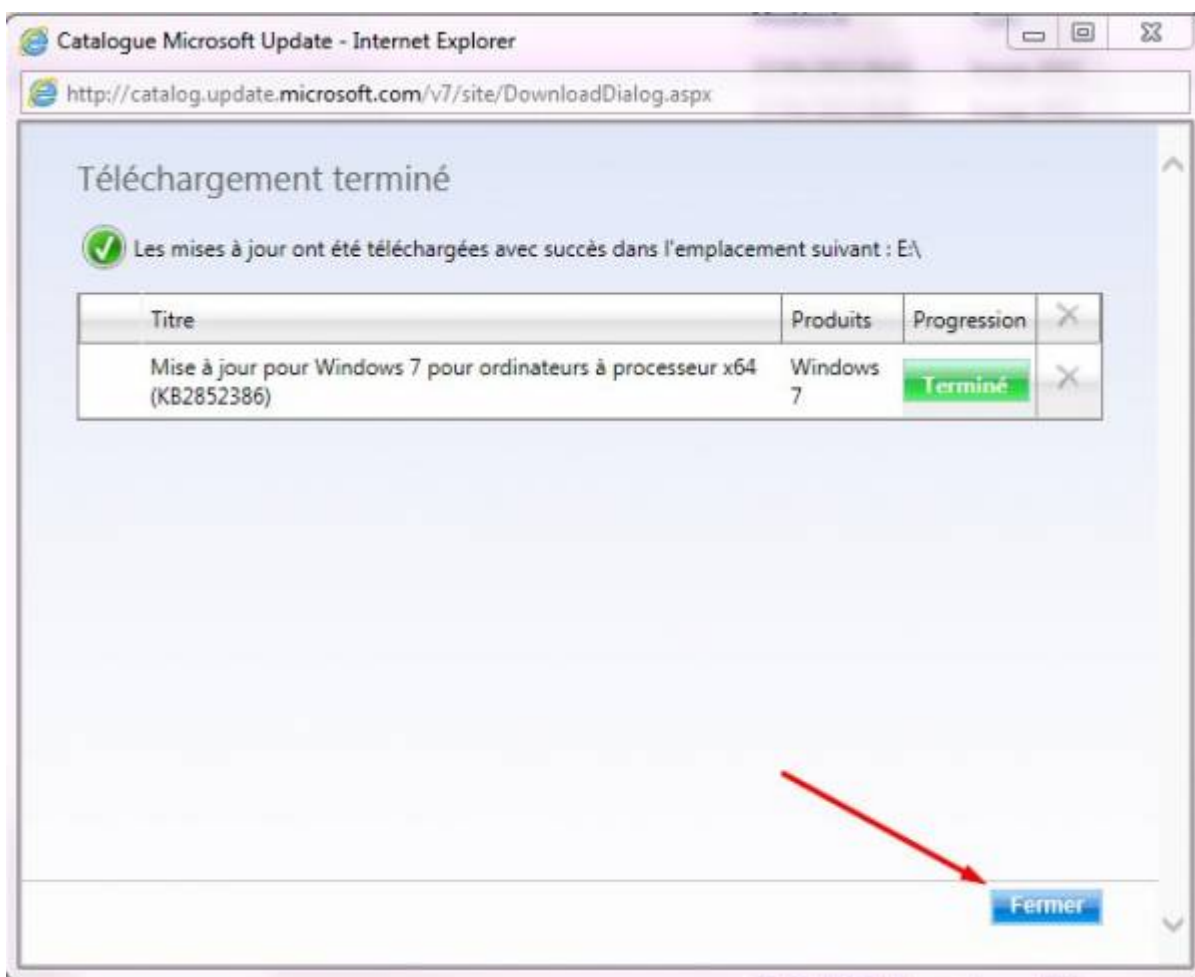 Catalogue Microsoft Update - Internet Explorer
http://catalog.update.microsoft.com/v7/site/DownloadDialog.aspx
Téléchargement terminé
Les mises à jour ont été téléchargées avec succès dans l'emplacement suivant : E:\
Titre Produits Progression
Mise à jour pour Windows 7 pour ordinateurs à processeur x64 Windows Terminé
(KB2852386) 7
Fermer